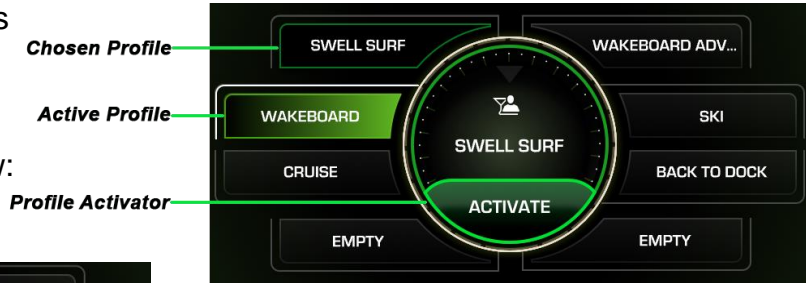 s
Chosen Profile
SWELL SURF
WAKEBOARD ADV...
Active Profile
WAKEBOARD
SKI
SWELL SURF
y:
CRUISE
BACK TO DOCK
Profile Activator
ACTIVATE
EMPTY
EMPTY